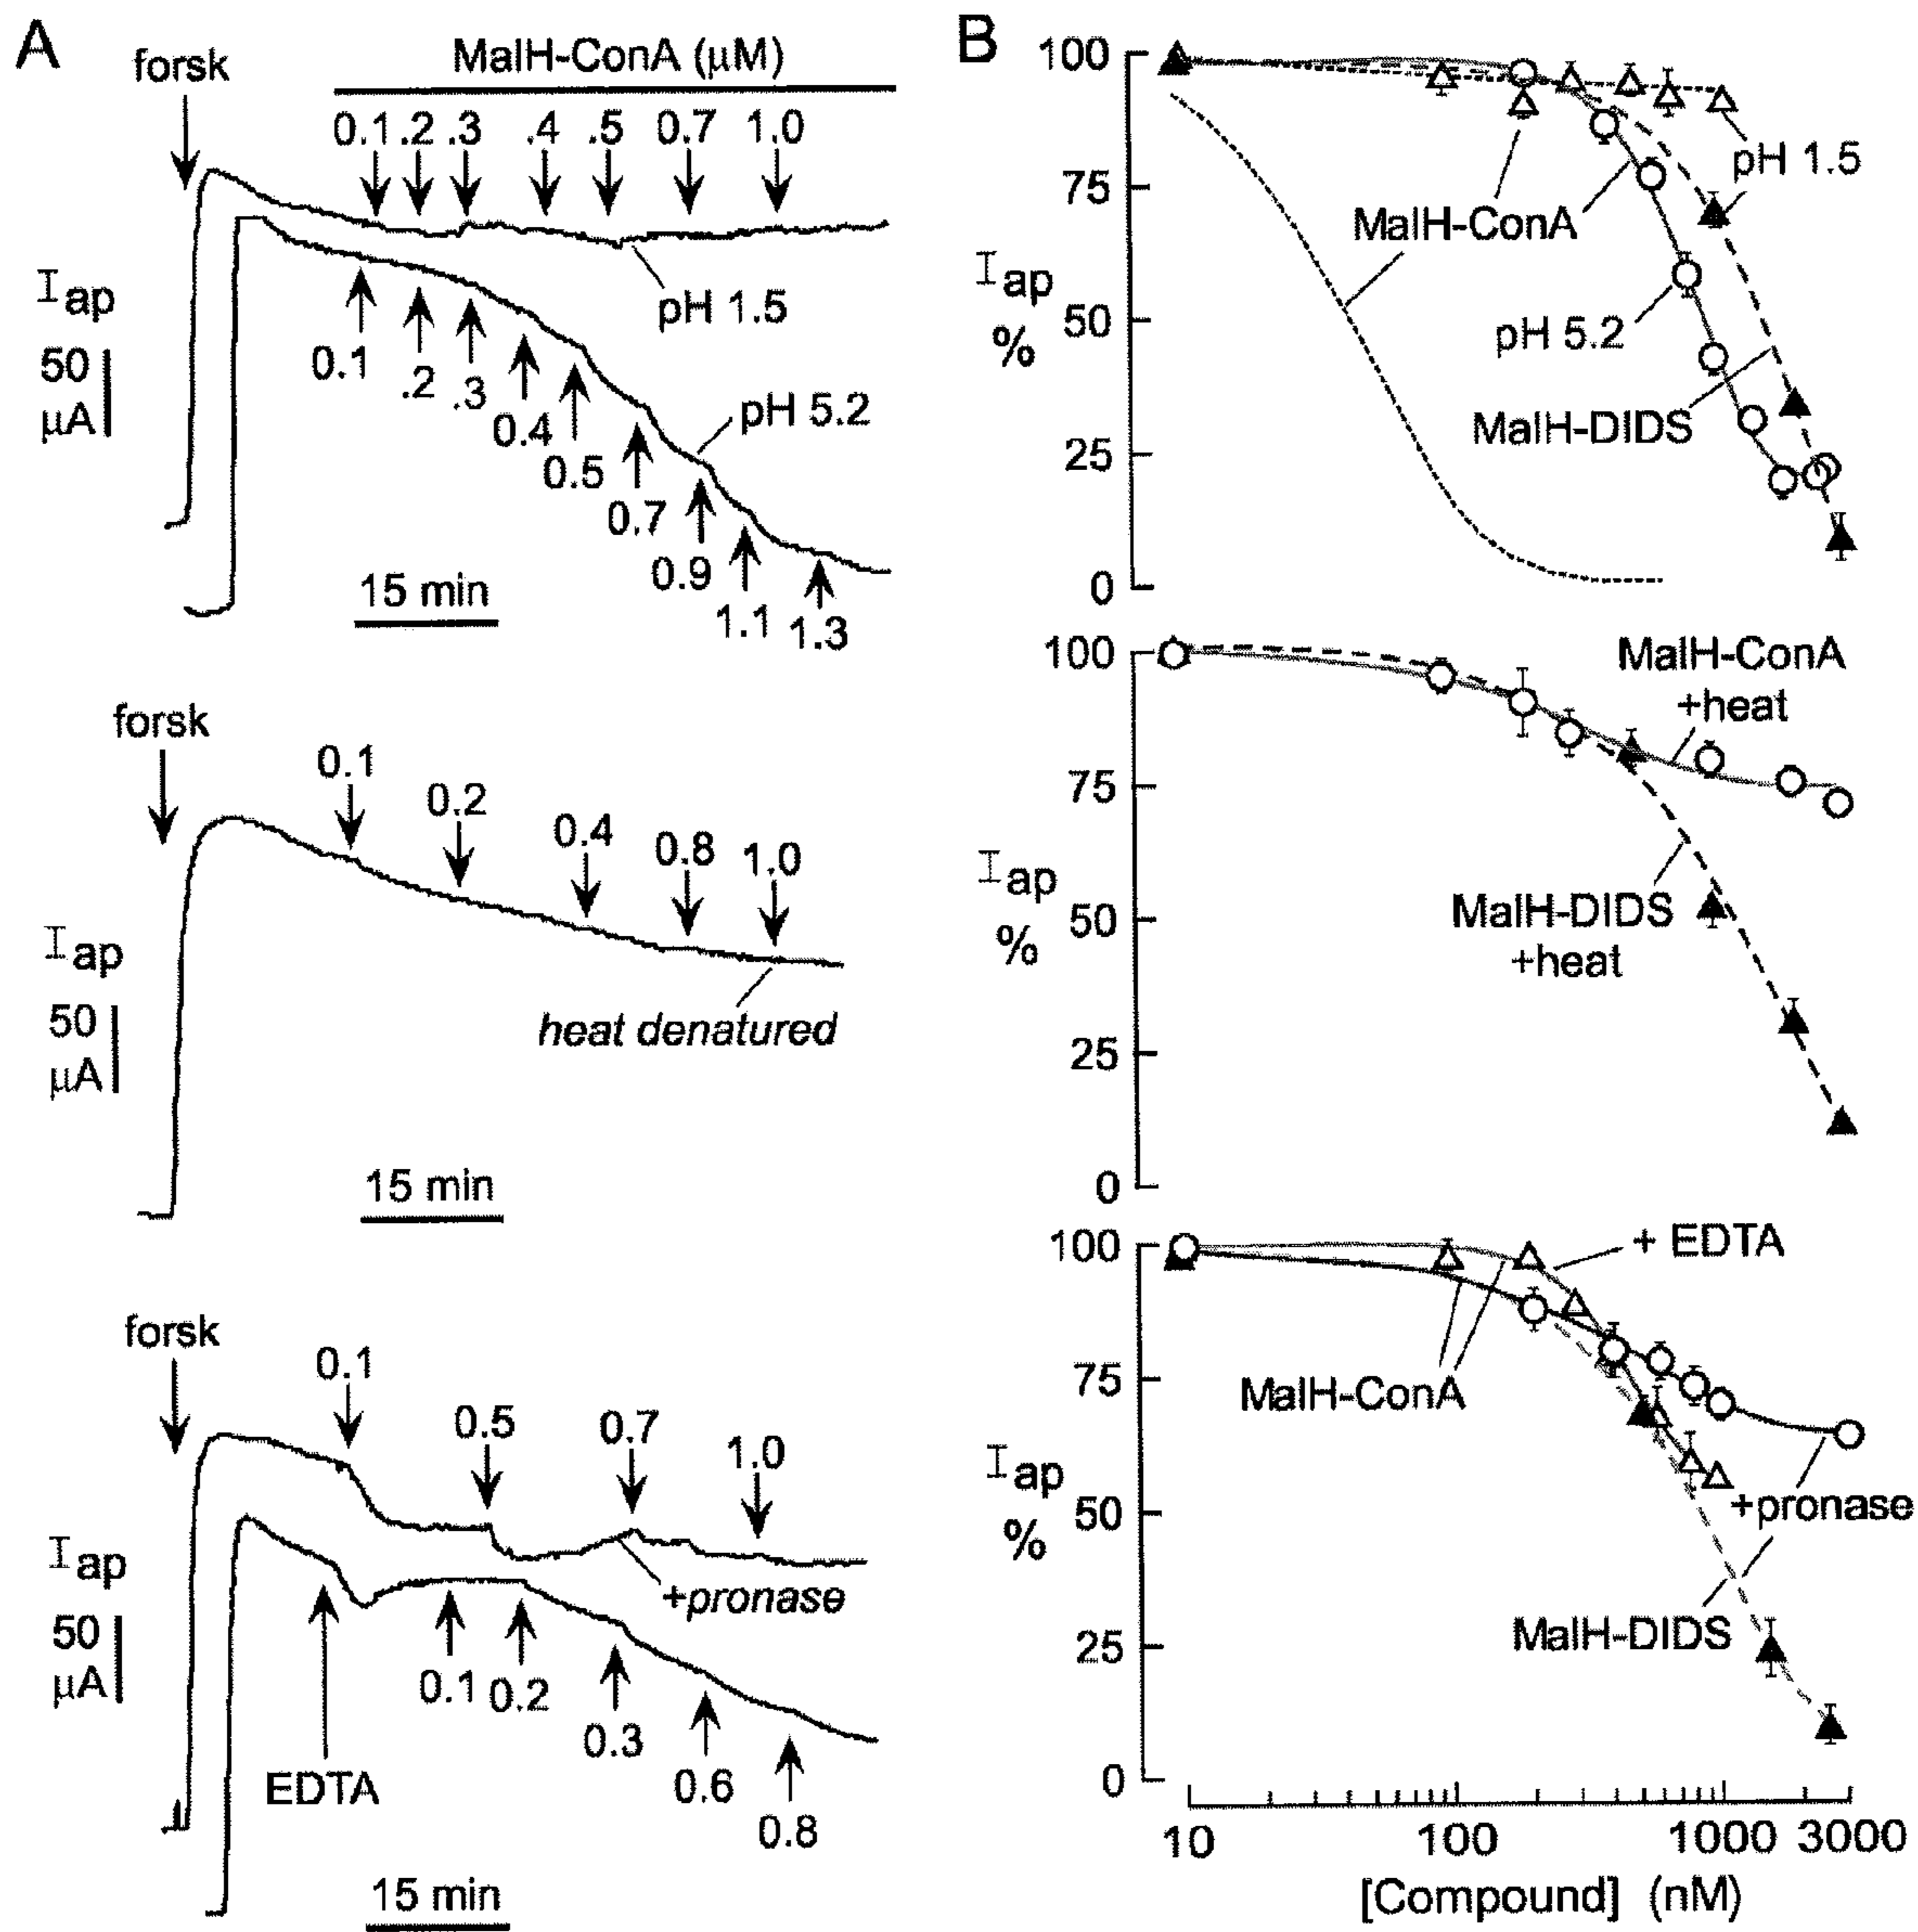 A
forsk
MalH-ConA (μM)
0.1 .2 .3 .4 .5 0.7 1.0
Iap
50
μA
pH 1.5
0.1 .2 .3 0.4 0.5 0.7 0.9 1.1 1.3
pH 5.2
15 min
forsk
0.1 0.2 0.4 0.8 1.0
Iap
50
μA
heat denatured
15 min
forsk
0.1 0.5 0.7 1.0
Iap
50
μA
+pronase
EDTA
0.1 0.2 0.3 0.6 0.8
15 min
B
100
75
50
25
0
Iap
%
pH 1.5
MalH-ConA
pH 5.2
MalH-DIDS
100
75
50
25
0
Iap
%
MalH-ConA
+heat
MalH-DIDS
+heat
100
75
50
25
0
Iap
%
+ EDTA
MalH-ConA
+pronase
MalH-DIDS
10 100 1000 3000
[Compound] (nM)